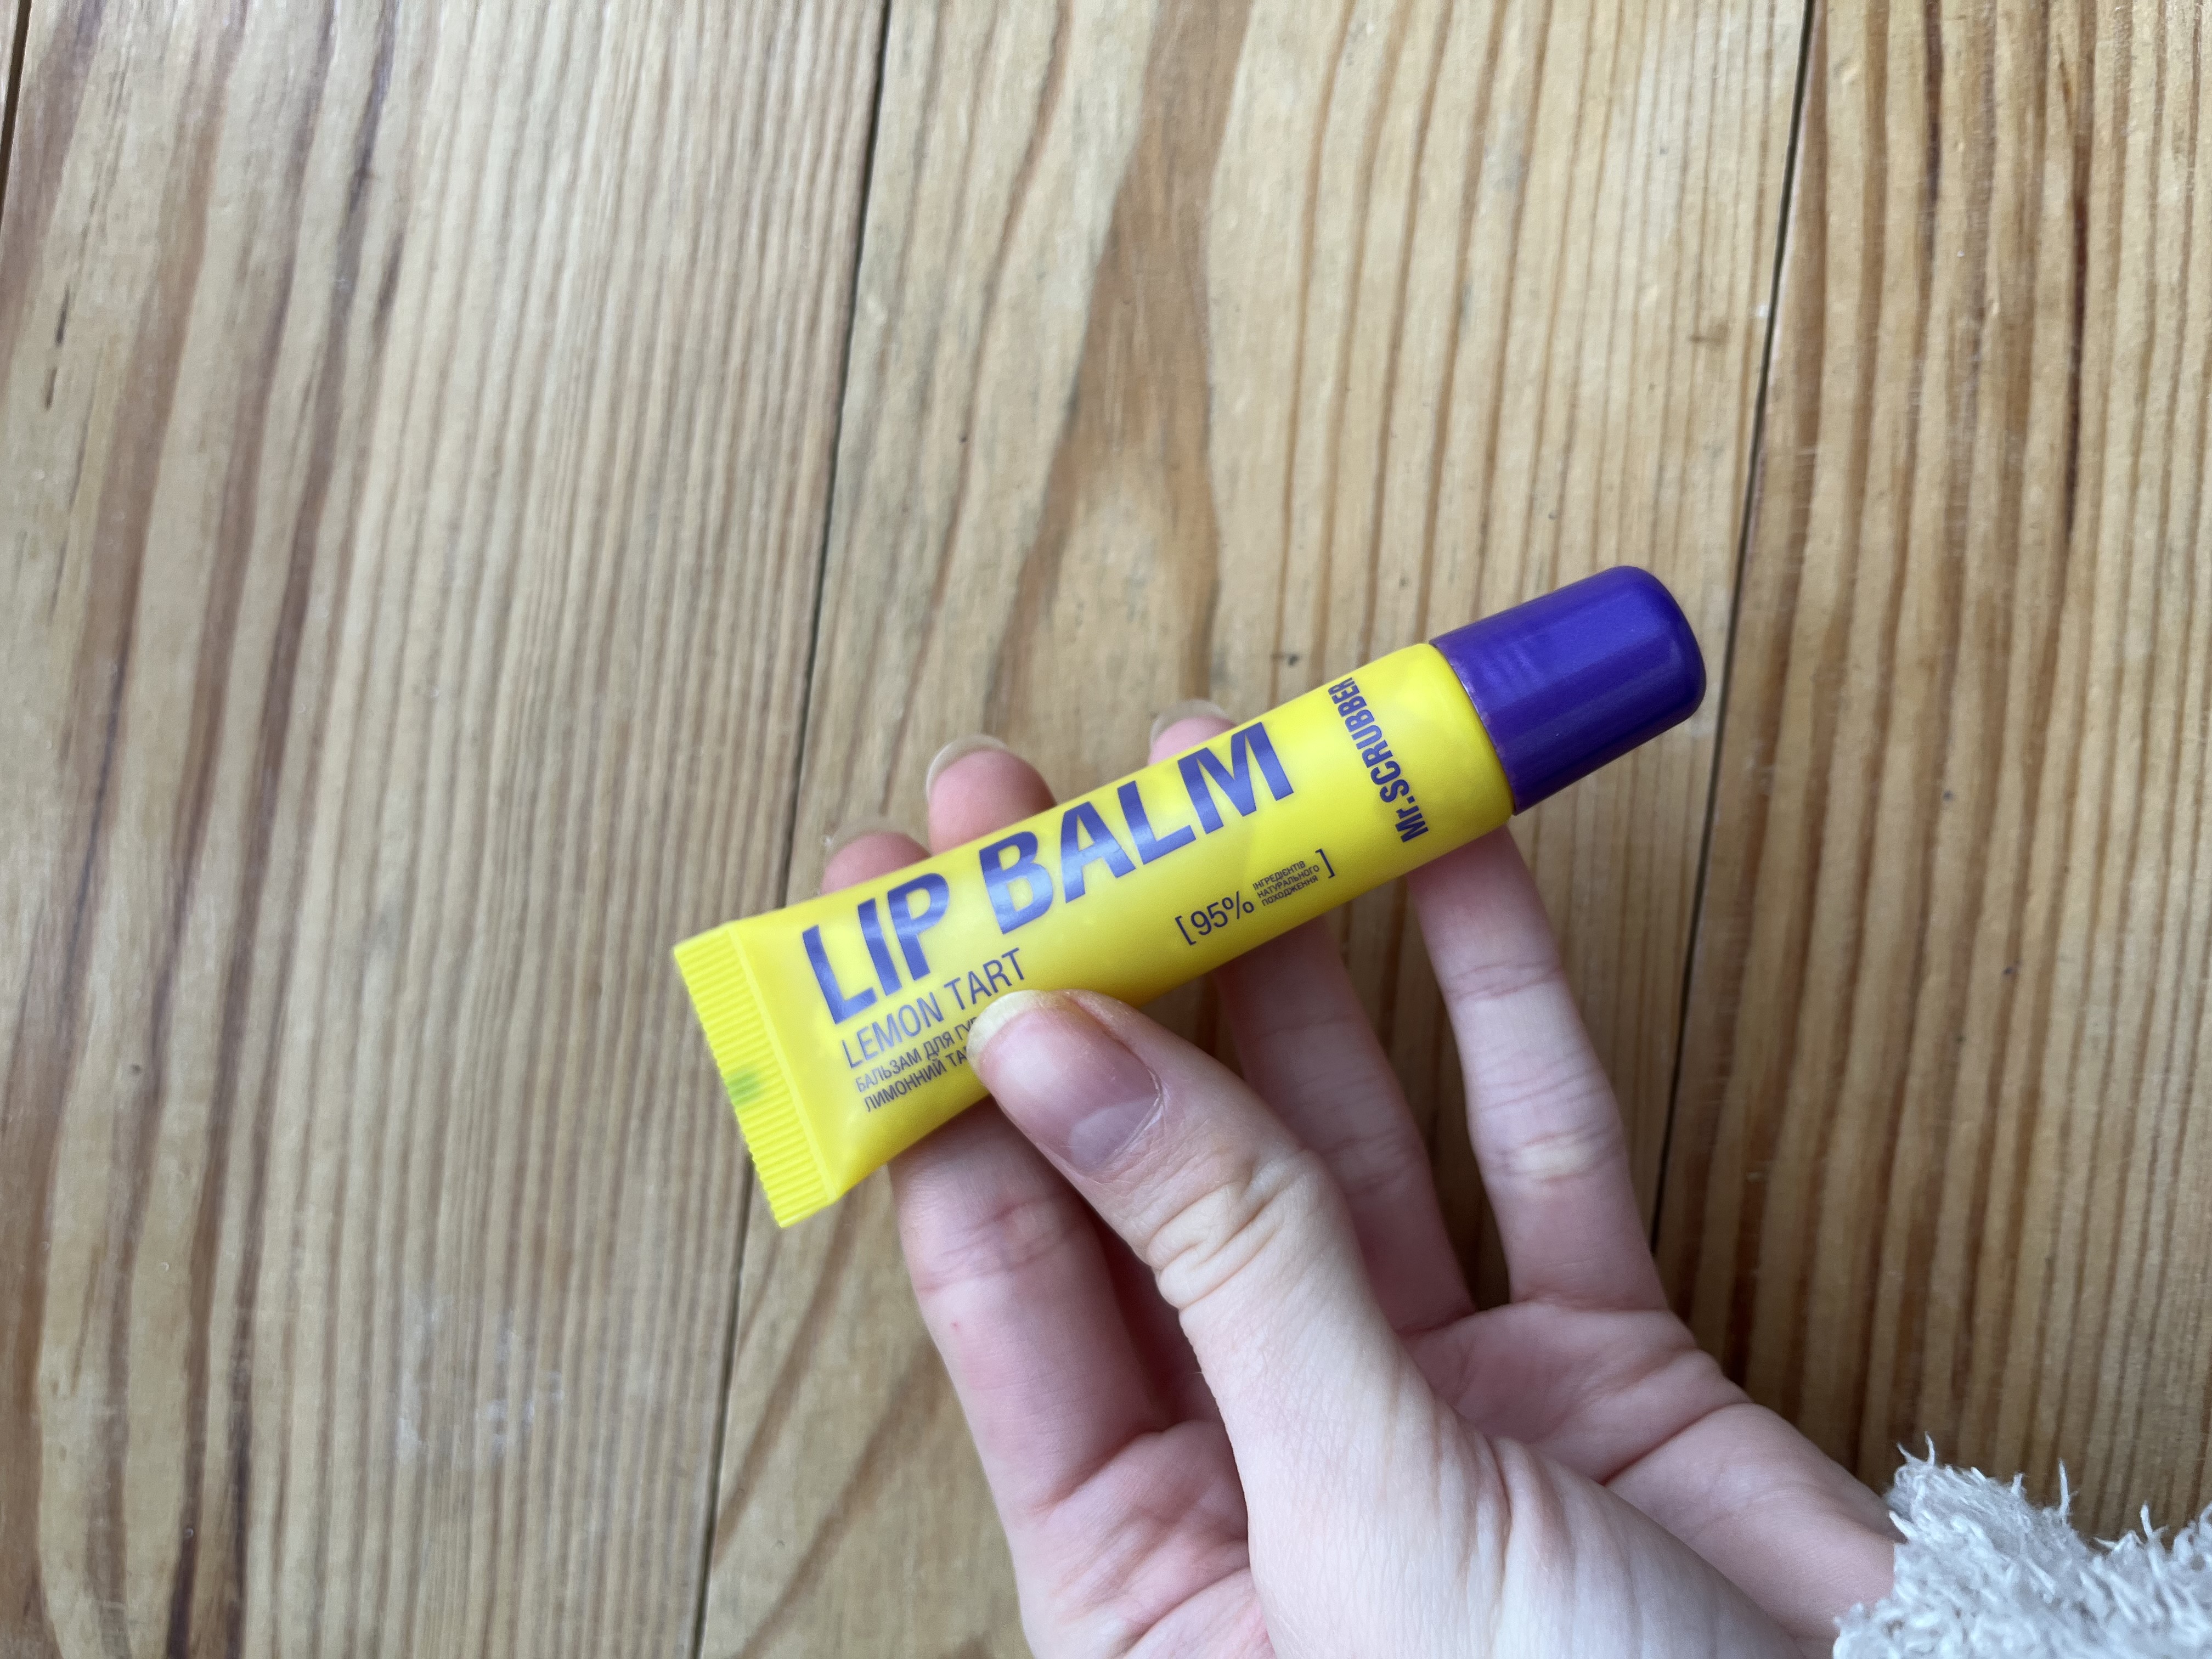 LIP BALM
LEMON TART
БАЛЬЗАМ ДЛЯ
ЛИМОННИЙ
[95% ІНГРЕДІЄНТІВ
НАТУРАЛЬНОГО
ПОХОДЖЕННЯ]
Mr.SCRUBBER